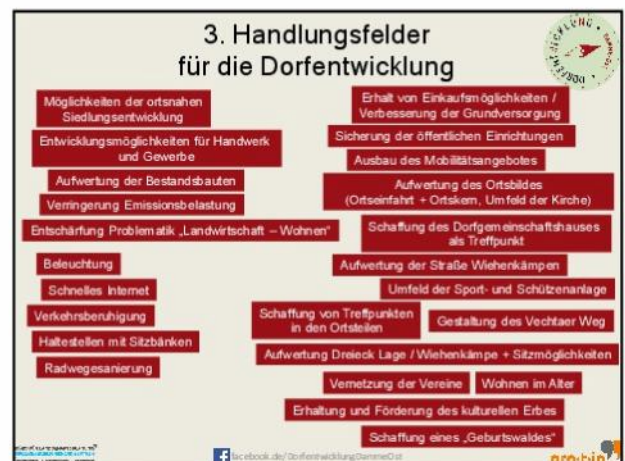 3. Handlungsfelder
für die Dorfentwicklung
DORFENTWICKLUNG
Möglichkeiten der ortsnahen
Siedlungsentwicklung
Entwicklungsmöglichkeiten für Handwerk
und Gewerbe
Aufwertung der Bestandsbauten
Verringerung Emissionsbelastung
Entschärfung Problematik „Landwirtschaft – Wohnen“
Beleuchtung
Schnelles Internet
Verkehrsberuhigung
Haltestellen mit Sitzbänken
Radwegesanierung
Erhalt von Einkaufsmöglichkeiten /
Verbesserung der Grundversorgung
Sicherung der öffentlichen Einrichtungen
Ausbau des Mobilitätsangebotes
Aufwertung des Ortsbildes
(Ortseinfahrt + Ortskern, Umfeld der Kirche)
Schaffung des Dorfgemeinschaftshauses
als Treffpunkt
Aufwertung der Straße Wiehenkämpen
Umfeld der Sport- und Schützenanlage
Schaffung von Treffpunkten
in den Ortsteilen
Gestaltung des Vechtaer Weg
Aufwertung Dreieck Lage / Wiehenkämpe + Sitzmöglichkeiten
Vernetzung der Vereine
Wohnen im Alter
Erhaltung und Förderung des kulturellen Erbes
Schaffung eines „Geburtswaldes“
facebook.de/DorfentwicklungDammeOst